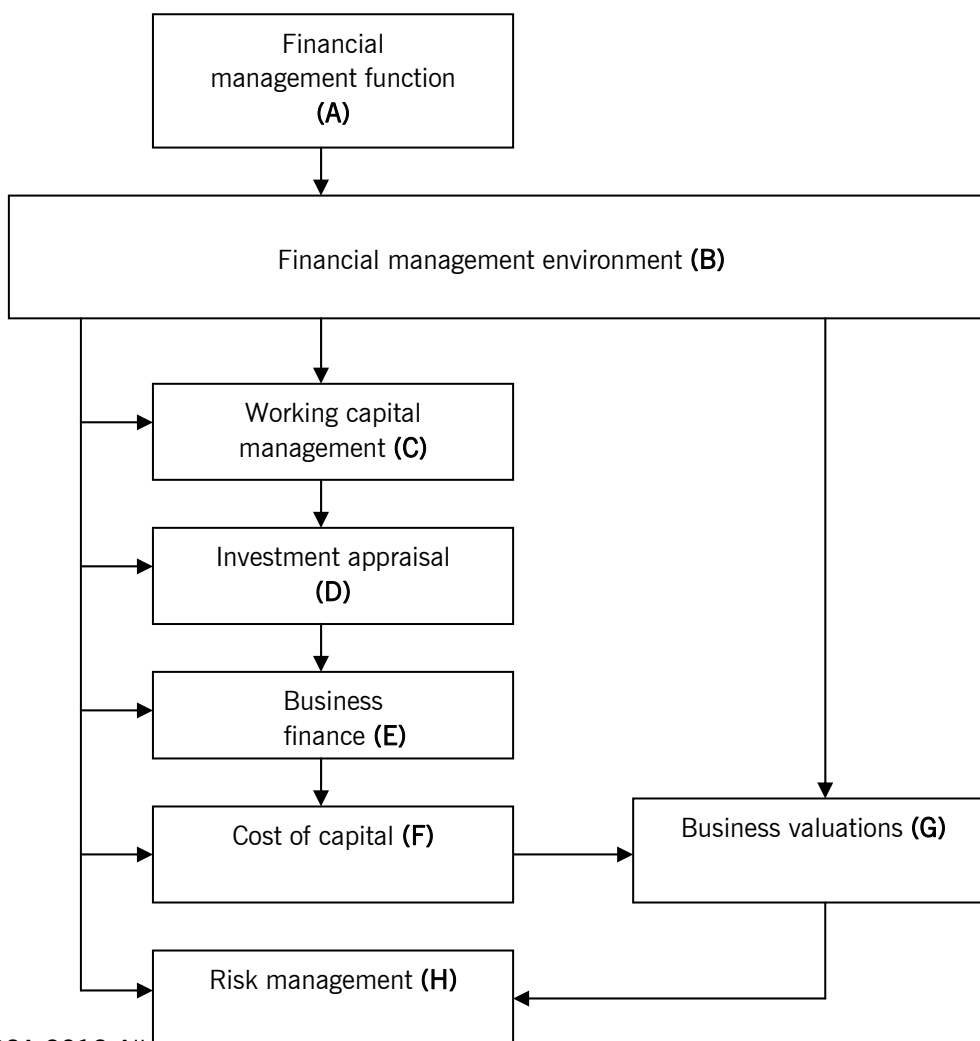 Financial
management function
(A)
Financial management environment (B)
Working capital
management (C)
Investment appraisal
(D)
Business
finance (E)
Cost of capital (F)
Business valuations (G)
Risk management (H)